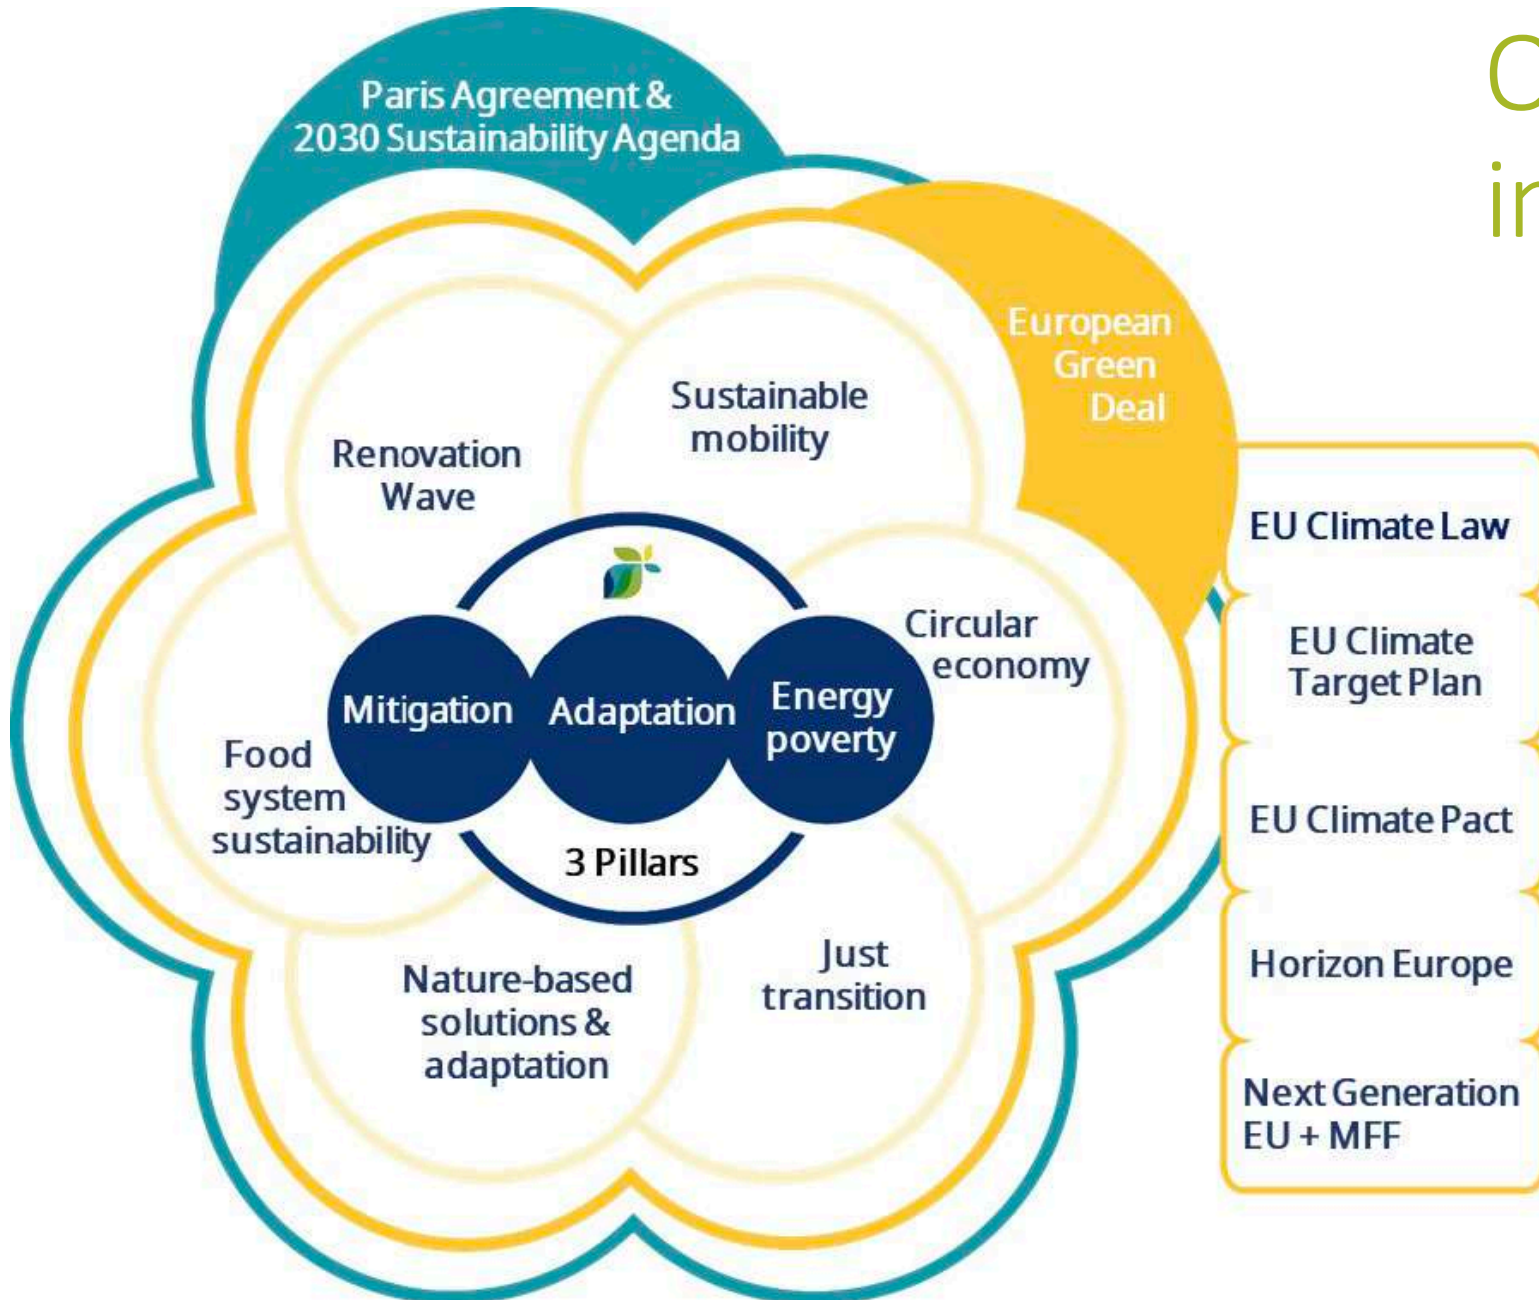 Paris Agreement &
2030 Sustainability Agenda
European
Green
Deal
Sustainable
mobility
Renovation
Wave
Circular
economy
Mitigation
Adaptation
Energy
poverty
Food
system
sustainability
3 Pillars
Nature-based
solutions &
adaptation
Just
transition
EU Climate Law
EU Climate
Target Plan
EU Climate Pact
Horizon Europe
Next Generation
EU + MFF